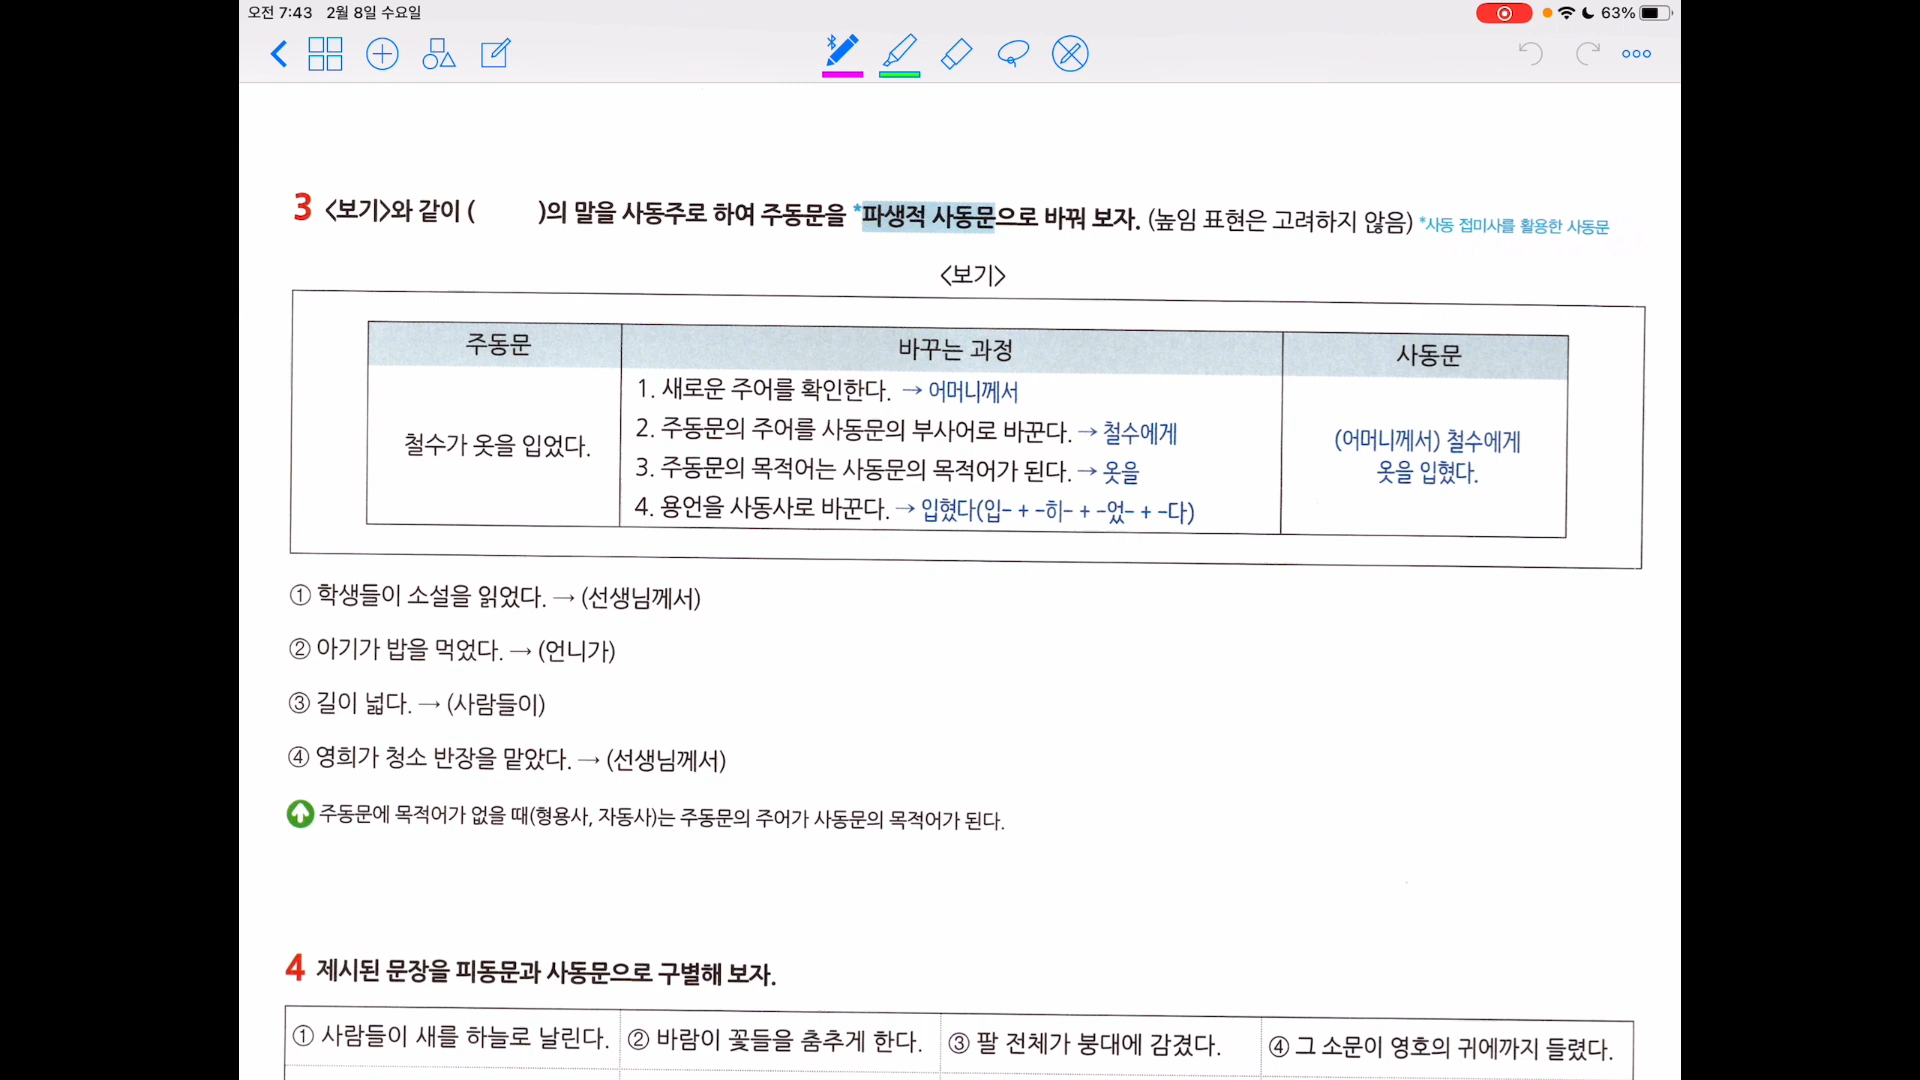 오전 7:43 2월 8일 수요일 63%
3 <보기>와 같이 ( )의 말을 사동주로 하여 주동문을 *파생적 사동문으로 바꿔 보자. (높임 표현은 고려하지 않음) *사동 접미사를 활용한 사동문
<보기>
주동문 바꾸는 과정 사동문
1. 새로운 주어를 확인한다. → 어머니께서
2. 주동문의 주어를 사동문의 부사어로 바꾼다. → 철수에게
철수가 옷을 입었다.
(어머니께서) 철수에게
옷을 입혔다.
3. 주동문의 목적어는 사동문의 목적어가 된다. → 옷을
4. 용언을 사동사로 바꾼다. → 입혔다(입- + -히- + -었- + -다)
① 학생들이 소설을 읽었다. → (선생님께서)
② 아기가 밥을 먹었다. → (언니가)
③ 길이 넓다. → (사람들이)
④ 영희가 청소 반장을 맡았다. → (선생님께서)
주동문에 목적어가 없을 때(형용사, 자동사)는 주동문의 주어가 사동문의 목적어가 된다.
4 제시된 문장을 피동문과 사동문으로 구별해 보자.
① 사람들이 새를 하늘로 날린다. ② 바람이 꽃들을 춤추게 한다. ③ 팔 전체가 붕대에 감겼다. ④ 그 소문이 영호의 귀에까지 들렸다.